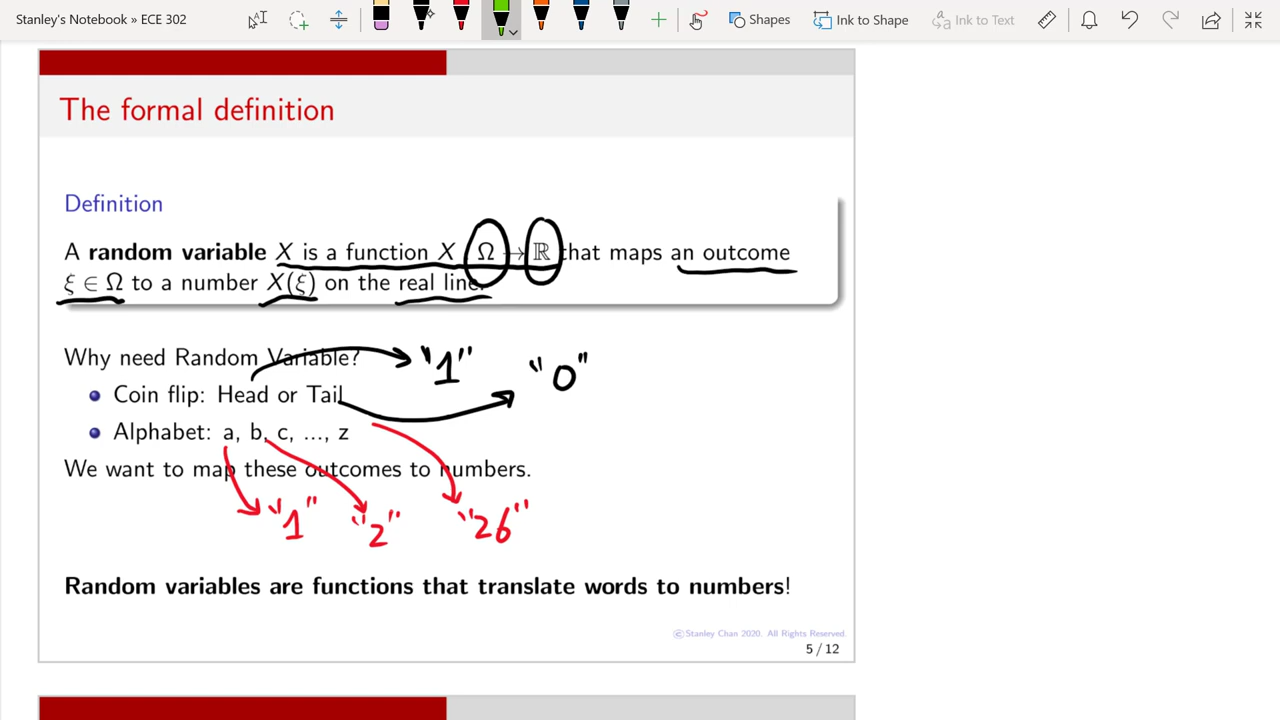 Stanley's Notebook » ECE 302
Shapes
Ink to Shape
Ink to Text
The formal definition
Definition
A random variable X is a function X Ω → ℝ that maps an outcome
ξ ∈ Ω to a number X(ξ) on the real line.
Why need Random Variable?
"1" "0"
Coin flip: Head or Tail
Alphabet: a, b, c, ..., z
We want to map these outcomes to numbers.
"1" "2" "26"
Random variables are functions that translate words to numbers!
©Stanley Chan 2020. All Rights Reserved.
5 / 12